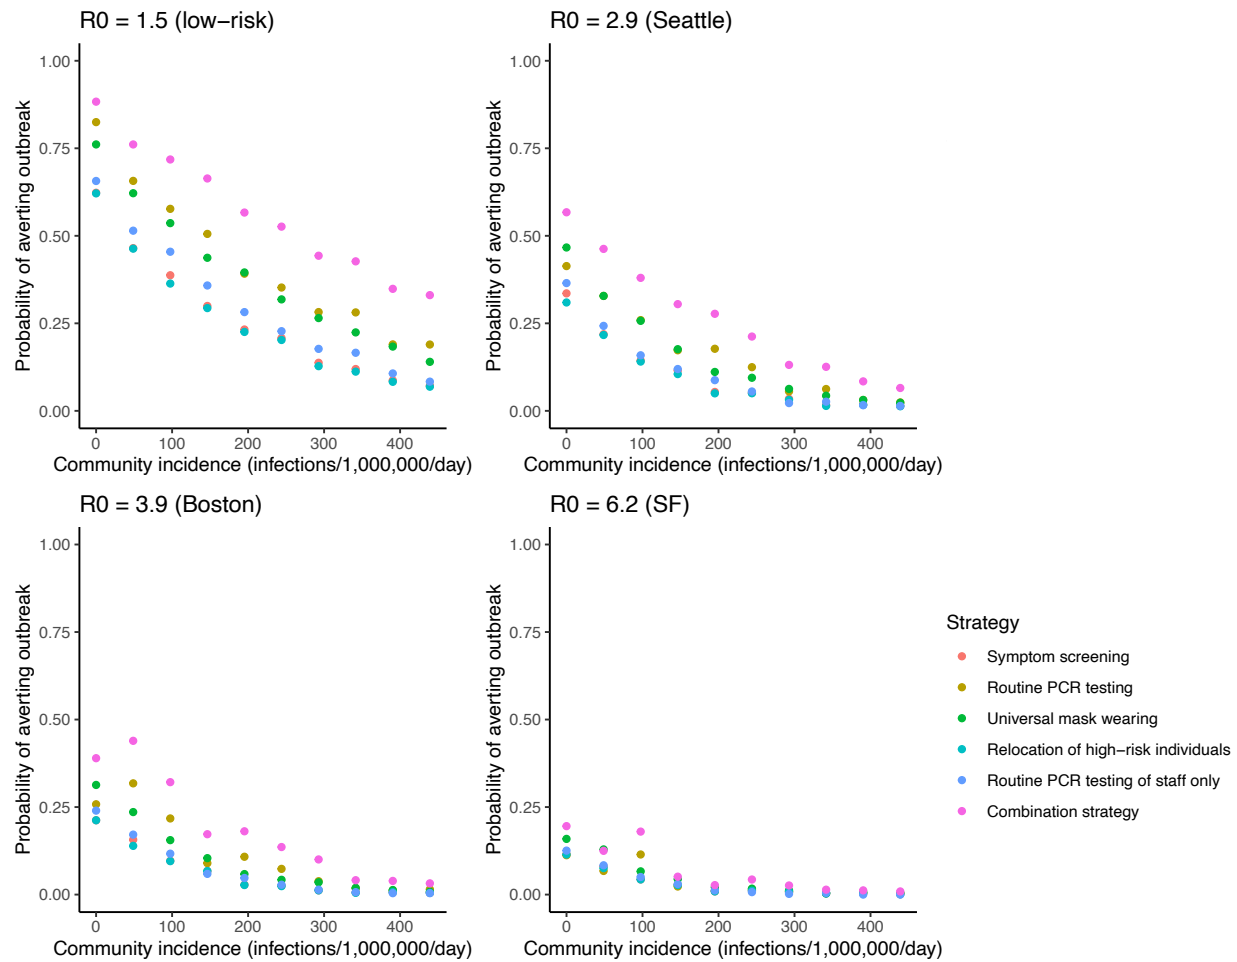 R0 = 1.5 (low−risk)
Probability of averting outbreak
1.00
0.75
0.50
0.25
0.00
0
100
200
300
400
Community incidence (infections/1,000,000/day)
R0 = 2.9 (Seattle)
Probability of averting outbreak
1.00
0.75
0.50
0.25
0.00
0
100
200
300
400
Community incidence (infections/1,000,000/day)
R0 = 3.9 (Boston)
Probability of averting outbreak
1.00
0.75
0.50
0.25
0.00
0
100
200
300
400
Community incidence (infections/1,000,000/day)
R0 = 6.2 (SF)
Probability of averting outbreak
1.00
0.75
0.50
0.25
0.00
0
100
200
300
400
Community incidence (infections/1,000,000/day)
Strategy
Symptom screening
Routine PCR testing
Universal mask wearing
Relocation of high−risk individuals
Routine PCR testing of staff only
Combination strategy